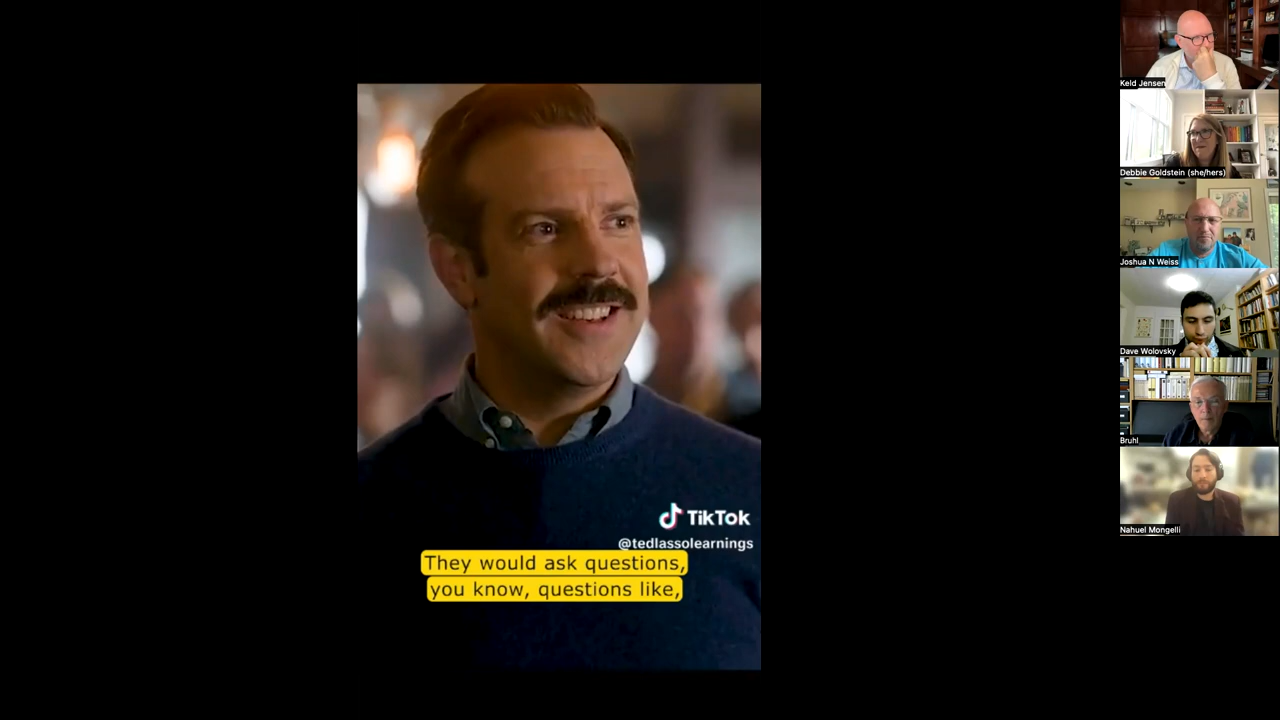 TikTok
@tedlassolearnings
They would ask questions,
you know, questions like,
Keld Jensen
Debbie Goldstein (she/hers)
Joshua N Weiss
Dave Wolovsky
Bruhl
Nahuel Mongelli